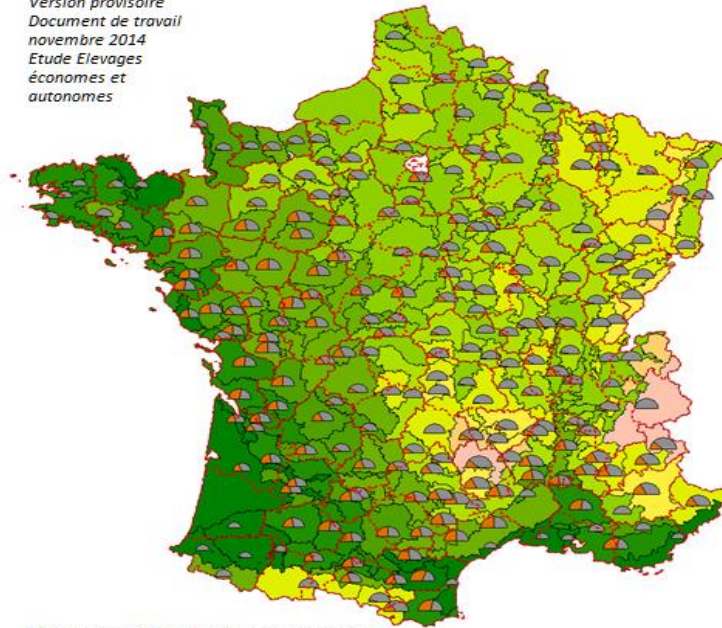 Version provisoire
Document de travail
novembre 2014
Etude Elevages
économes et
autonomes